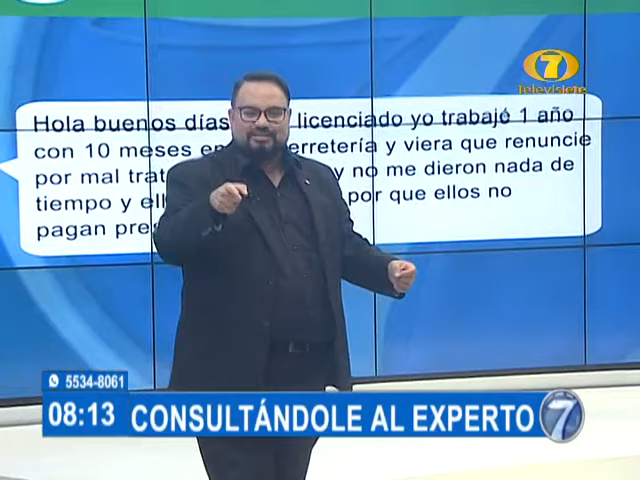 7
Televisiete
Hola buenos días licenciado yo trabajé 1 año
con 10 meses en erretería y viera que renuncie
por mal trat y no me dieron nada de
tiempo y ell por que ellos no
pagan pres
5534-8061
08:13 CONSULTÁNDOLE AL EXPERTO 7